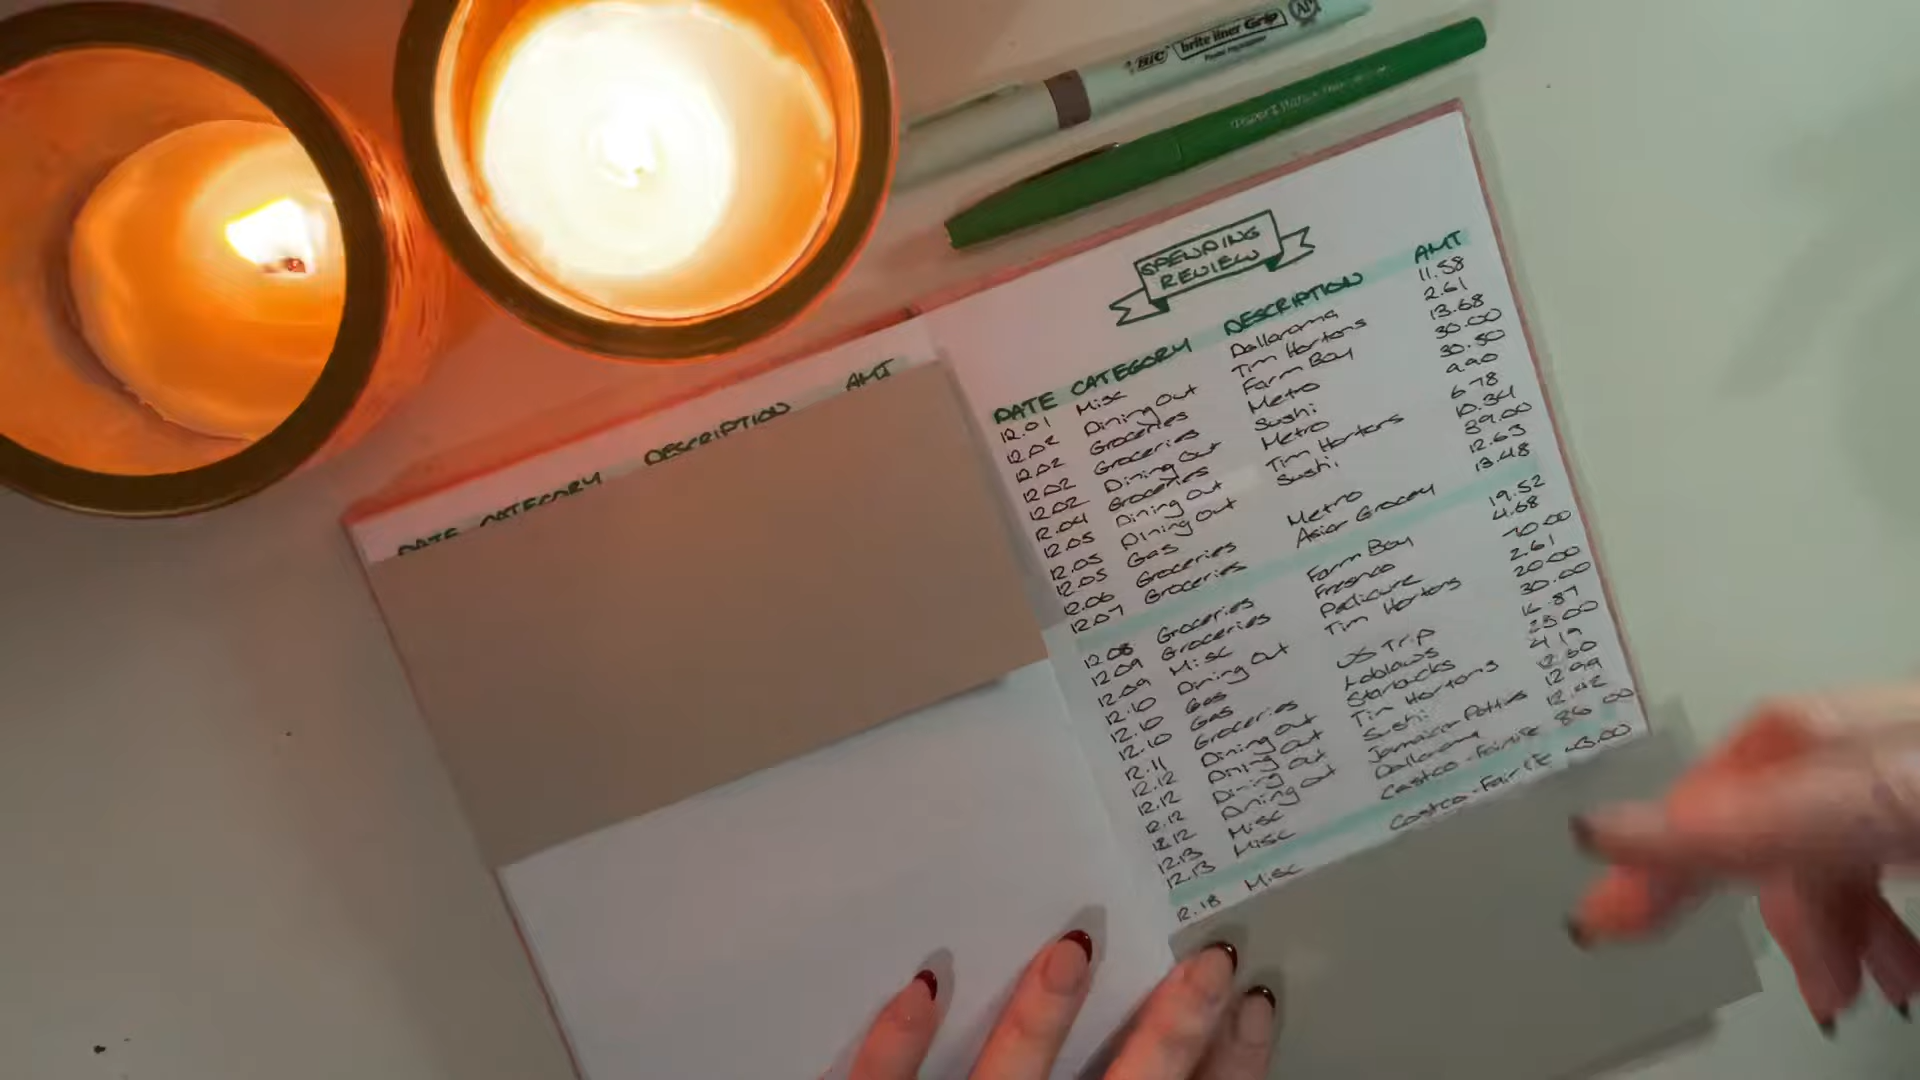 BIC brite liner Grip AP
SPENDING
REVIEW
DATE CATEGORY DESCRIPTION AMT
DATE CATEGORY DESCRIPTION AMT
12.01 Misc Dollarama 11.58
12.02 Dining Out Tim Hortons 2.61
12.02 Groceries Farm Boy 13.68
12.02 Groceries Metro 30.00
12.02 Dining Out Sushi 30.50
12.04 Groceries Metro 9.90
12.05 Dining Out Tim Hortons 6.78
12.05 Dining Out Sushi 10.34
12.05 Gas 39.00
12.06 Groceries Metro 12.63
12.07 Groceries Asian Grocery 13.48
12.08 Groceries Farm Boy 19.52
12.09 Groceries 4.68
12.09 Misc Pedicure 70.00
12.10 Dining Out Tim Hortons 2.61
12.10 Gas 20.00
12.10 Gas US Trip 30.00
12.11 Groceries Loblaws 16.87
12.12 Dining Out Starbucks 25.00
12.12 Dining Out Tim Hortons 4.19
12.12 Dining Out Sushi
12.12 Dining Out Jamaican Patties 12.99
12.13 Misc Dollarama 12.42
12.13 Misc Costco - Fairlife 86.00
12.18 Misc Costco - Fairlife 43.00